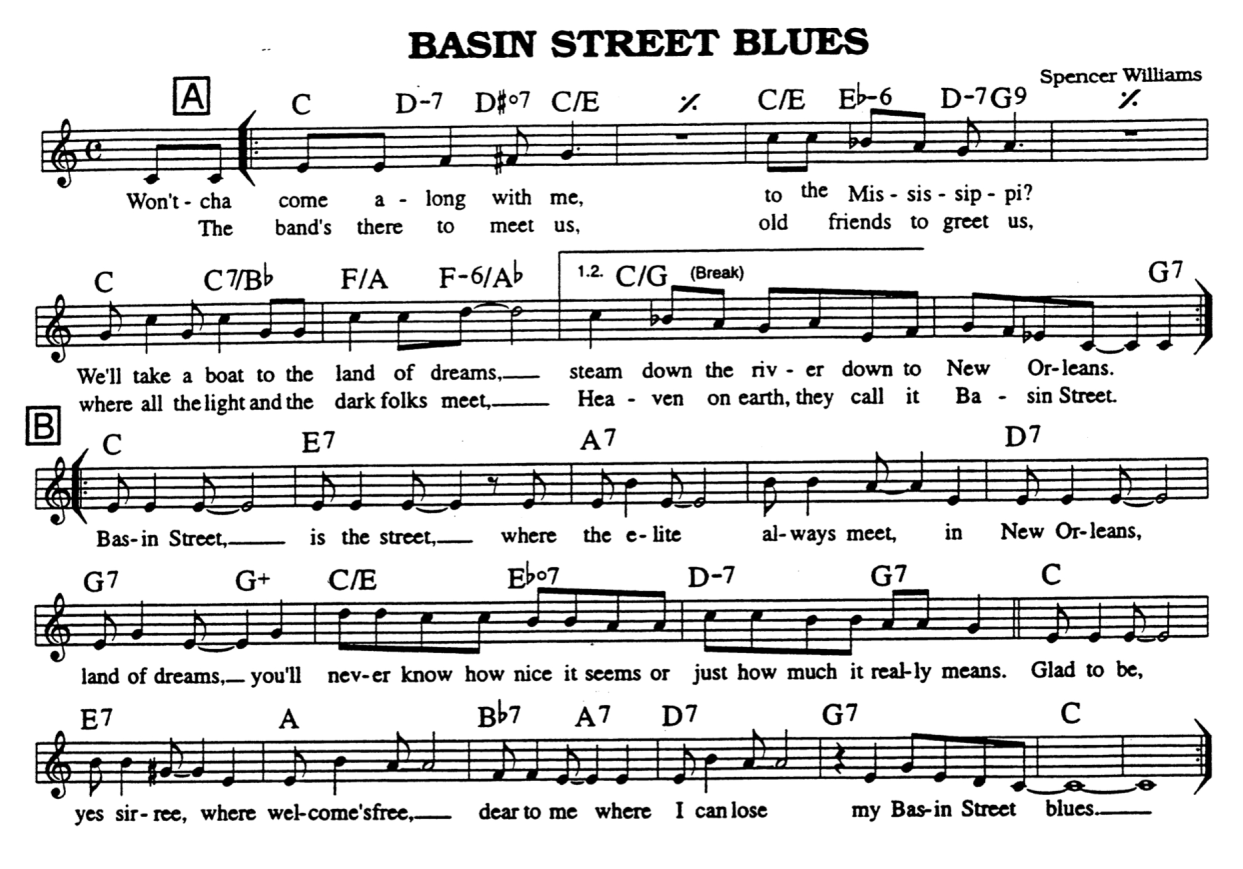 BASIN STREET BLUES
Spencer Williams
A
C D-7 D♯°7 C/E 𝄎 C/E E♭-6 D-7 G9 𝄎
Won't - cha come a - long with me, to the Mis - sis - sip - pi?
The band's there to meet us, old friends to greet us,
C C7/B♭ F/A F-6/A♭ 1.2. C/G (Break) G7
We'll take a boat to the land of dreams,___ steam down the riv - er down to New Or-leans.
where all the light and the dark folks meet,___ Hea - ven on earth, they call it Ba - sin Street.
B
C E7 A7 D7
Bas-in Street,___ is the street,___ where the e-lite al-ways meet, in New Or-leans,
G7 G+ C/E E♭°7 D-7 G7 C
land of dreams,_ you'll nev-er know how nice it seems or just how much it real-ly means. Glad to be,
E7 A B♭7 A7 D7 G7 C
yes sir-ree, where wel-come's free,___ dear to me where I can lose my Bas-in Street blues.___